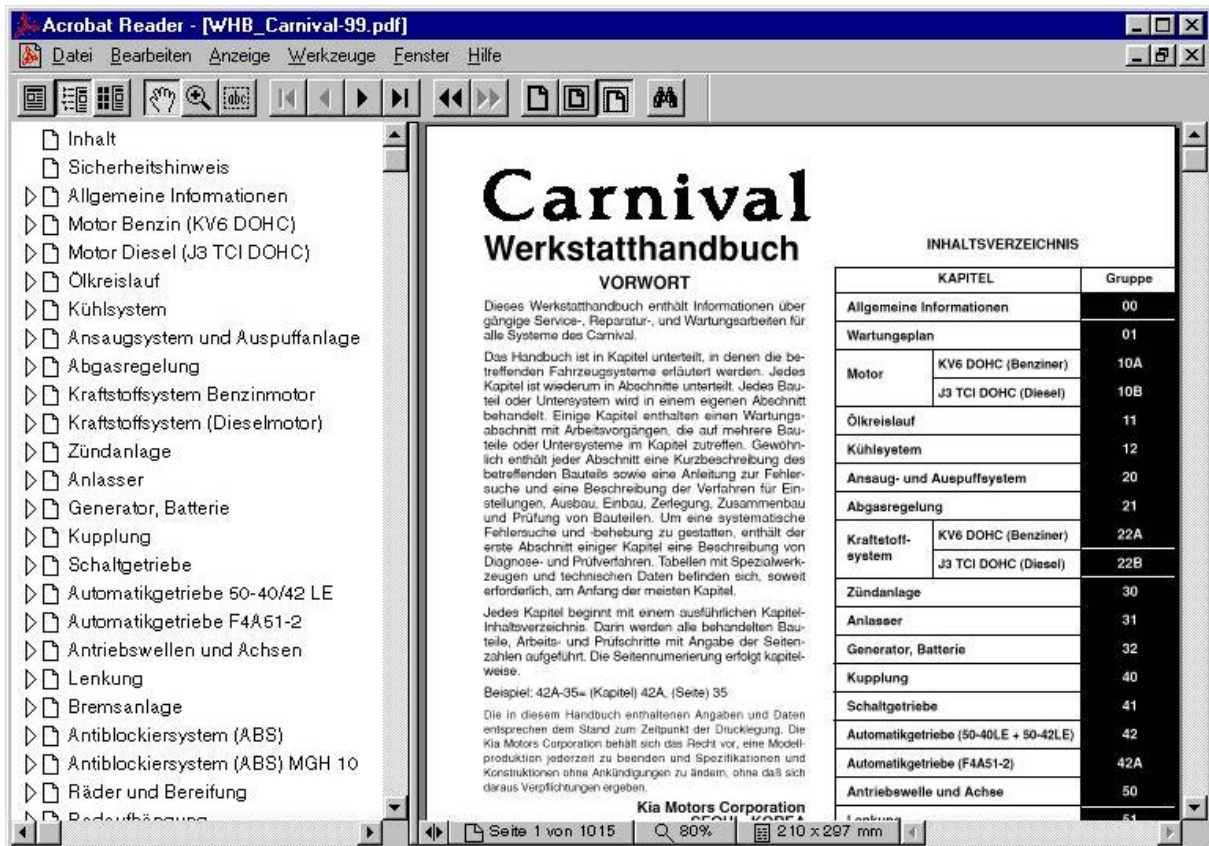 Acrobat Reader - [WHB_Carnival-99.pdf]
Datei Bearbeiten Anzeige Werkzeuge Fenster Hilfe
Inhalt
Sicherheitshinweis
Allgemeine Informationen
Motor Benzin (KV6 DOHC)
Motor Diesel (J3 TCI DOHC)
Ölkreislauf
Kühlsystem
Ansaugsystem und Auspuffanlage
Abgasregelung
Kraftstoffsystem Benzinmotor
Kraftstoffsystem (Dieselmotor)
Zündanlage
Anlasser
Generator, Batterie
Kupplung
Schaltgetriebe
Automatikgetriebe 50-40/42 LE
Automatikgetriebe F4A51-2
Antriebswellen und Achsen
Lenkung
Bremsanlage
Antiblockiersystem (ABS)
Antiblockiersystem (ABS) MGH 10
Räder und Bereifung
Carnival
Werkstatthandbuch
VORWORT
Dieses Werkstatthandbuch enthält Informationen über
gängige Service-, Reparatur-, und Wartungsarbeiten für
alle Systeme des Carnival.
Das Handbuch ist in Kapitel unterteilt, in denen die be-
treffenden Fahrzeugsysteme erläutert werden. Jedes
Kapitel ist wiederum in Abschnitte unterteilt. Jedes Bau-
teil oder Untersystem wird in einem eigenen Abschnitt
behandelt. Einige Kapitel enthalten einen Wartungs-
abschnitt mit Arbeitsvorgängen, die auf mehrere Bau-
teile oder Untersysteme im Kapitel zutreffen. Gewöhn-
lich enthält jeder Abschnitt eine Kurzbeschreibung des
betreffenden Bauteils sowie eine Anleitung zur Fehler-
suche und eine Beschreibung der Verfahren für Ein-
stellungen, Ausbau, Einbau, Zerlegung, Zusammenbau
und Prüfung von Bauteilen. Um eine systematische
Fehlersuche und -behebung zu gestatten, enthält der
erste Abschnitt einiger Kapitel eine Beschreibung von
Diagnose- und Prüfverfahren. Tabellen mit Spezialwerk-
zeugen und technischen Daten befinden sich, soweit
erforderlich, am Anfang der meisten Kapitel.
Jedes Kapitel beginnt mit einem ausführlichen Kapitel-
Inhaltsverzeichnis. Darin werden alle behandelten Bau-
teile, Arbeits- und Prüfschritte mit Angabe der Seiten-
zahlen aufgeführt. Die Seitennumerierung erfolgt kapitel-
weise.
Beispiel: 42A-35= (Kapitel) 42A, (Seite) 35
Die in diesem Handbuch enthaltenen Angaben und Daten
entsprechen dem Stand zum Zeitpunkt der Drucklegung. Die
Kia Motors Corporation behält sich das Recht vor, eine Modell-
produktion jederzeit zu beenden und Spezifikationen und
Konstruktionen ohne Ankündigungen zu ändern, ohne daß sich
daraus Verpflichtungen ergeben.
Kia Motors Corporation
SEOUL, KOREA
INHALTSVERZEICHNIS
KAPITEL Gruppe
Allgemeine Informationen 00
Wartungsplan 01
Motor KV6 DOHC (Benziner) 10A
J3 TCI DOHC (Diesel) 10B
Ölkreislauf 11
Kühlsystem 12
Ansaug- und Auspuffsystem 20
Abgasregelung 21
Kraftstoff-
system KV6 DOHC (Benziner) 22A
J3 TCI DOHC (Diesel) 22B
Zündanlage 30
Anlasser 31
Generator, Batterie 32
Kupplung 40
Schaltgetriebe 41
Automatikgetriebe (50-40LE + 50-42LE) 42
Automatikgetriebe (F4A51-2) 42A
Antriebswelle und Achse 50
Lenkung 51
Seite 1 von 1015 80% 210 x 297 mm